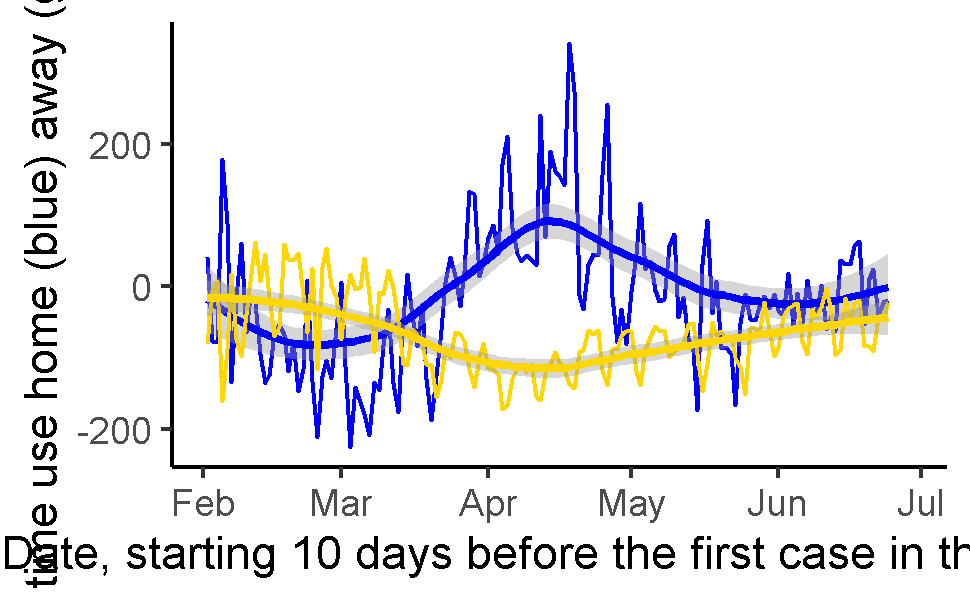 time use home (blue) away (
200
0
-200
Feb Mar Apr May Jun Jul
Date, starting 10 days before the first case in th